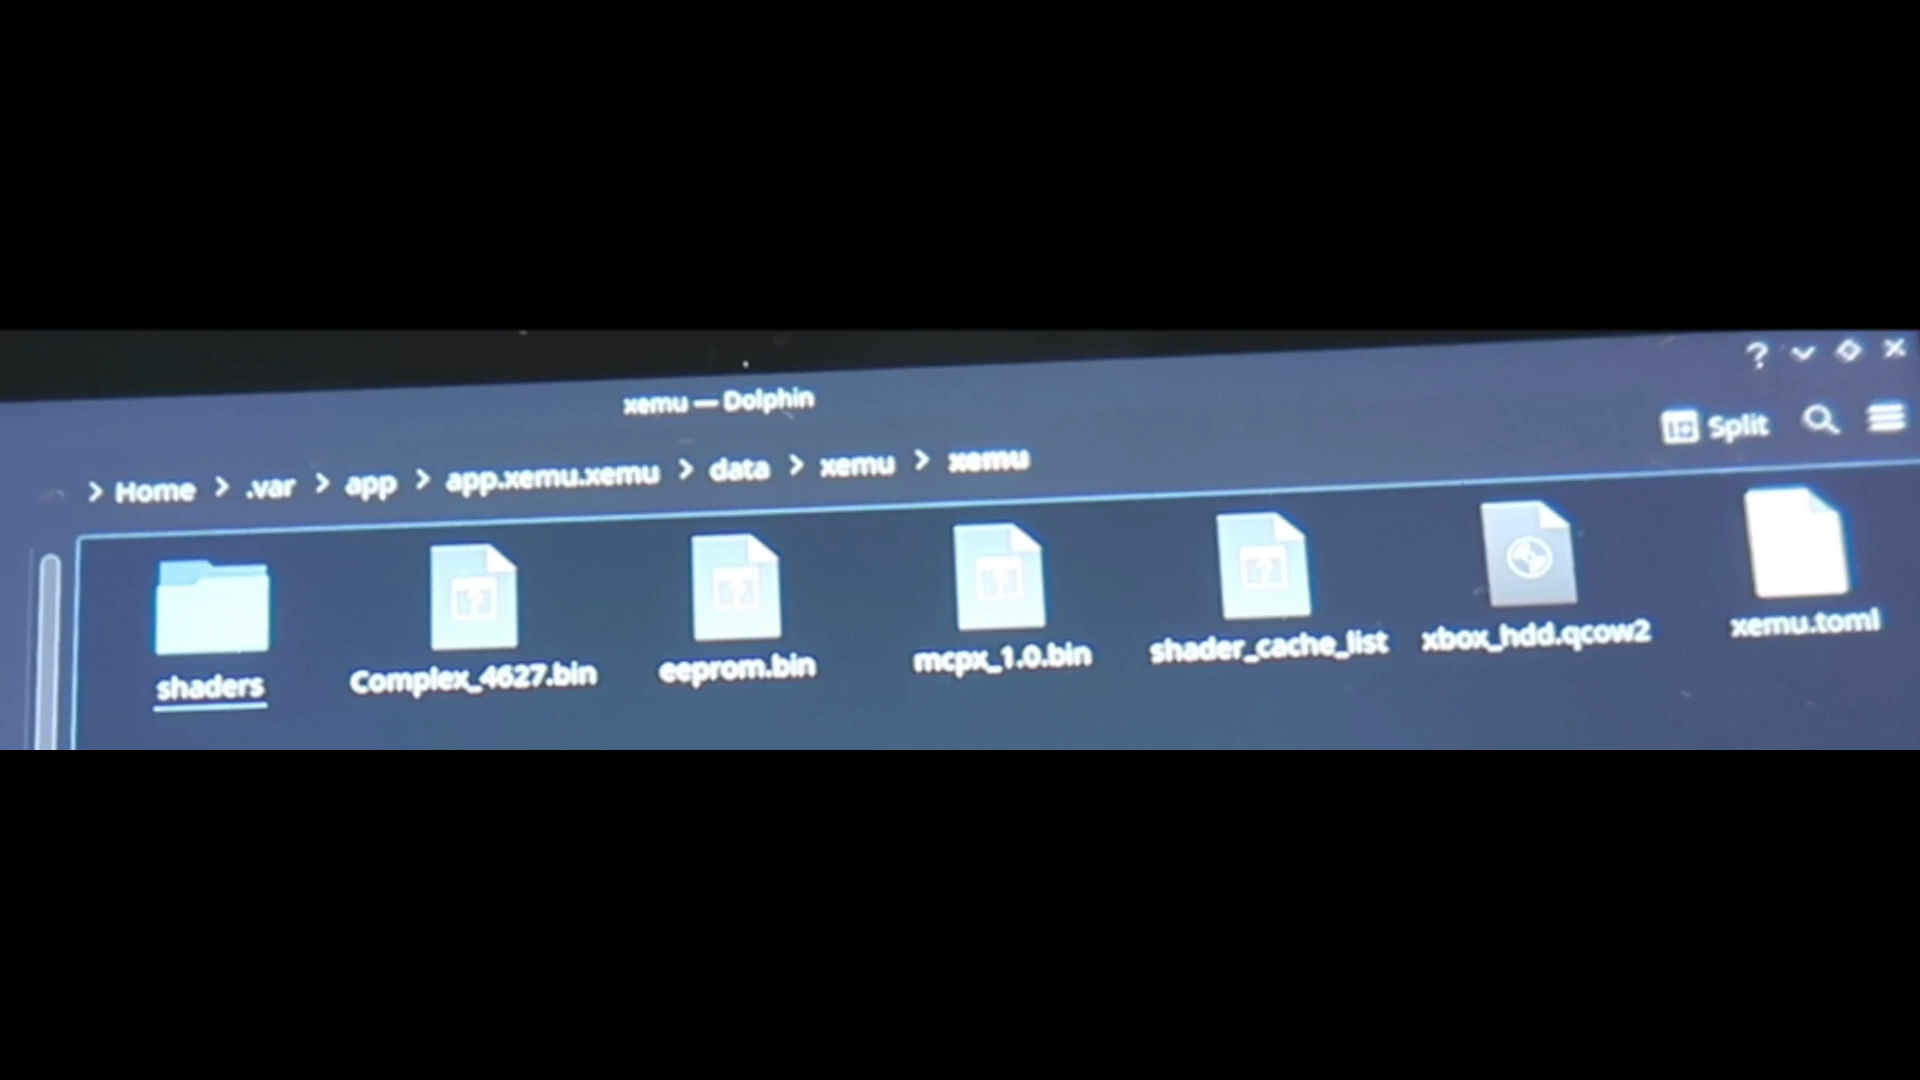 xemu — Dolphin
Split
> Home > .var > app > app.xemu.xemu > data > xemu > xemu
shaders Complex_4627.bin eeprom.bin mcpx_1.0.bin shader_cache_list xbox_hdd.qcow2 xemu.toml